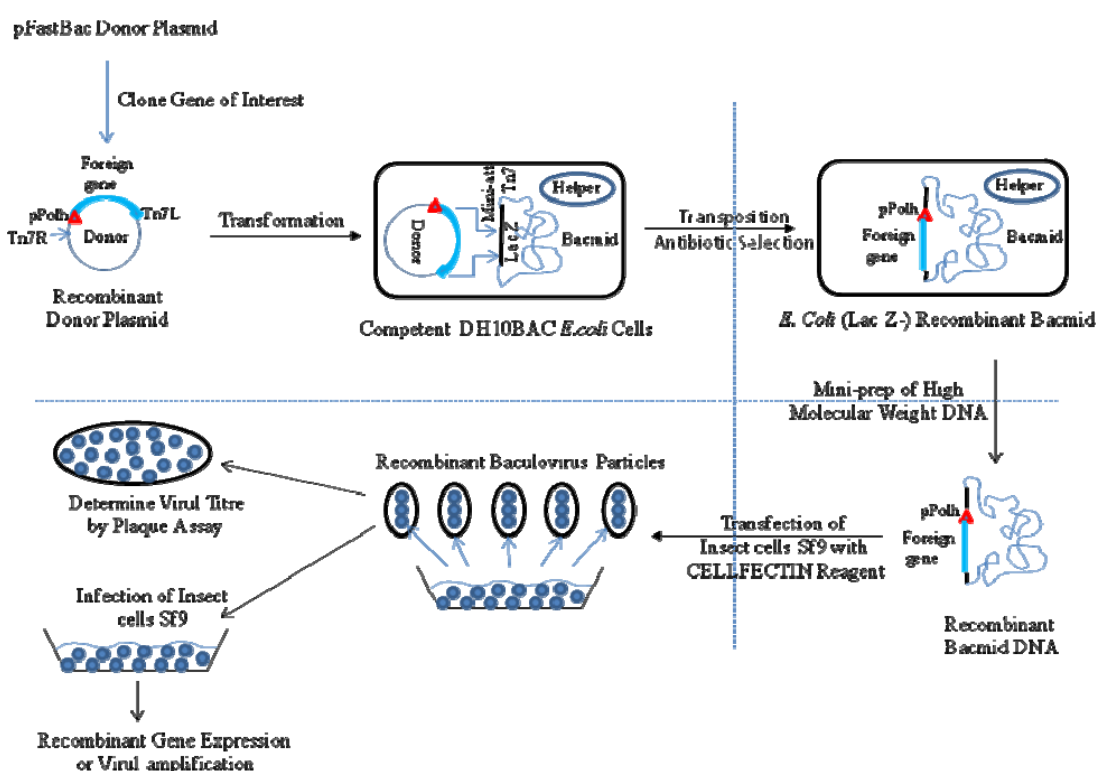 pFastBac Donor Plasmid
Clone Gene of Interest
Foreign
gene
pPolh
Tn7L
Tn7R
Donor
Recombinant
Donor Plasmid
Transformation
Donor
Mini-att
Tn7
Lac Z
Helper
Bacmid
Competent DH10BAC E.coli Cells
Transposition
Antibiotic Selection
Helper
pPolh
Foreign
gene
Bacmid
E. Coli (Lac Z-) Recombinant Bacmid
Mini-prep of High
Molecular Weight DNA
pPolh
Foreign
gene
Recombinant
Bacmid DNA
Transfection of
Insect cells Sf9 with
CELLFECTIN Reagent
Recombinant Baculovirus Particles
Determine Virul Titre
by Plaque Assay
Infection of Insect
cells Sf9
Recombinant Gene Expression
or Virul amplification